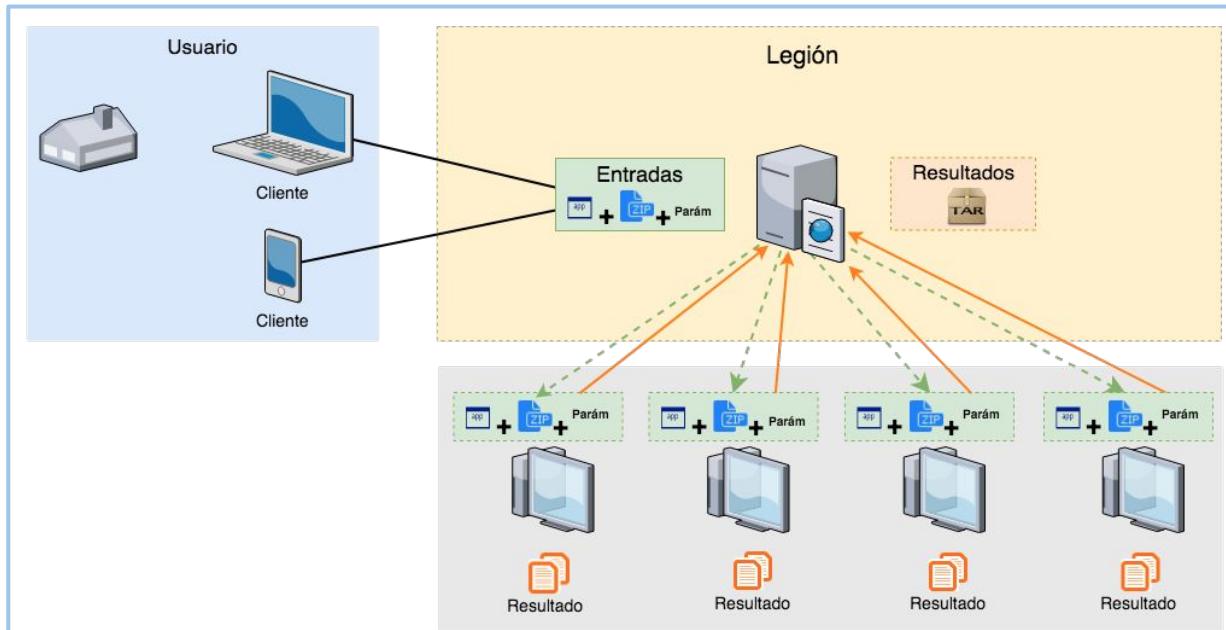 Usuario
Legión
Cliente
Cliente
Entradas
app
ZIP
Parám
Resultados
TAR
app
ZIP
Parám
app
ZIP
Parám
app
ZIP
Parám
app
ZIP
Parám
Resultado
Resultado
Resultado
Resultado